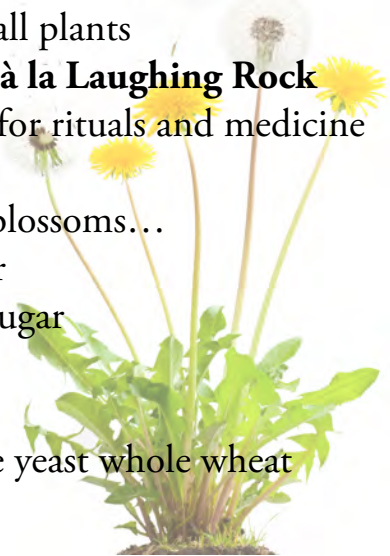 all plants
à la Laughing Rock
for rituals and medicine
blossoms…
r
ugar
e yeast whole wheat